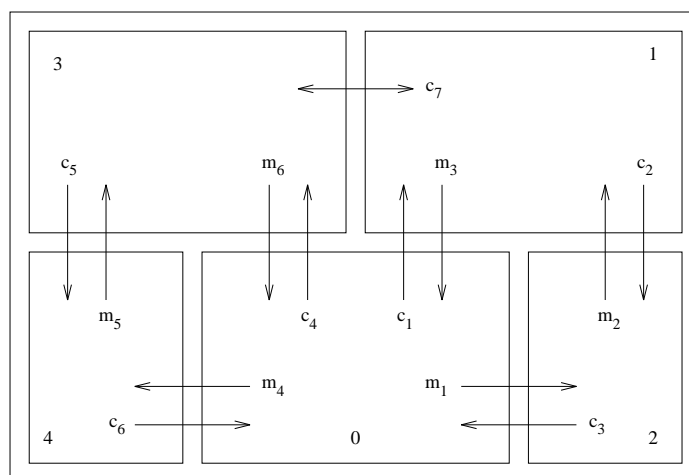 3
1
c₇
c₅ m₆ m₃ c₂
m₅ c₄ c₁ m₂
m₄ m₁
4 c₆ 0 c₃ 2